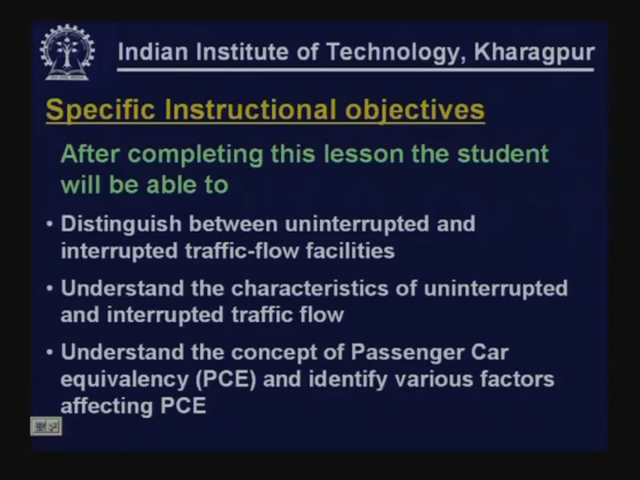 Indian Institute of Technology, Kharagpur
Specific Instructional objectives
After completing this lesson the student
will be able to
• Distinguish between uninterrupted and
interrupted traffic-flow facilities
• Understand the characteristics of uninterrupted
and interrupted traffic flow
• Understand the concept of Passenger Car
equivalency (PCE) and identify various factors
affecting PCE